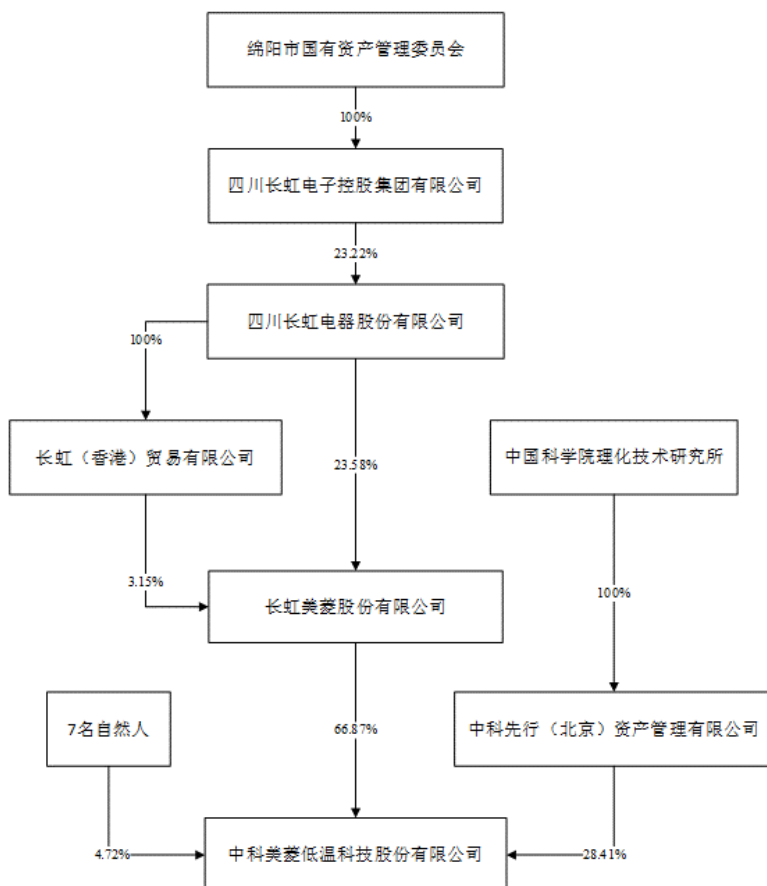 绵阳市国有资产管理委员会
100%
四川长虹电子控股集团有限公司
23.22%
四川长虹电器股份有限公司
100%
长虹（香港）贸易有限公司
23.58%
中国科学院理化技术研究所
3.15%
长虹美菱股份有限公司
100%
7名自然人
66.87%
中科先行（北京）资产管理有限公司
4.72%
中科美菱低温科技股份有限公司
28.41%